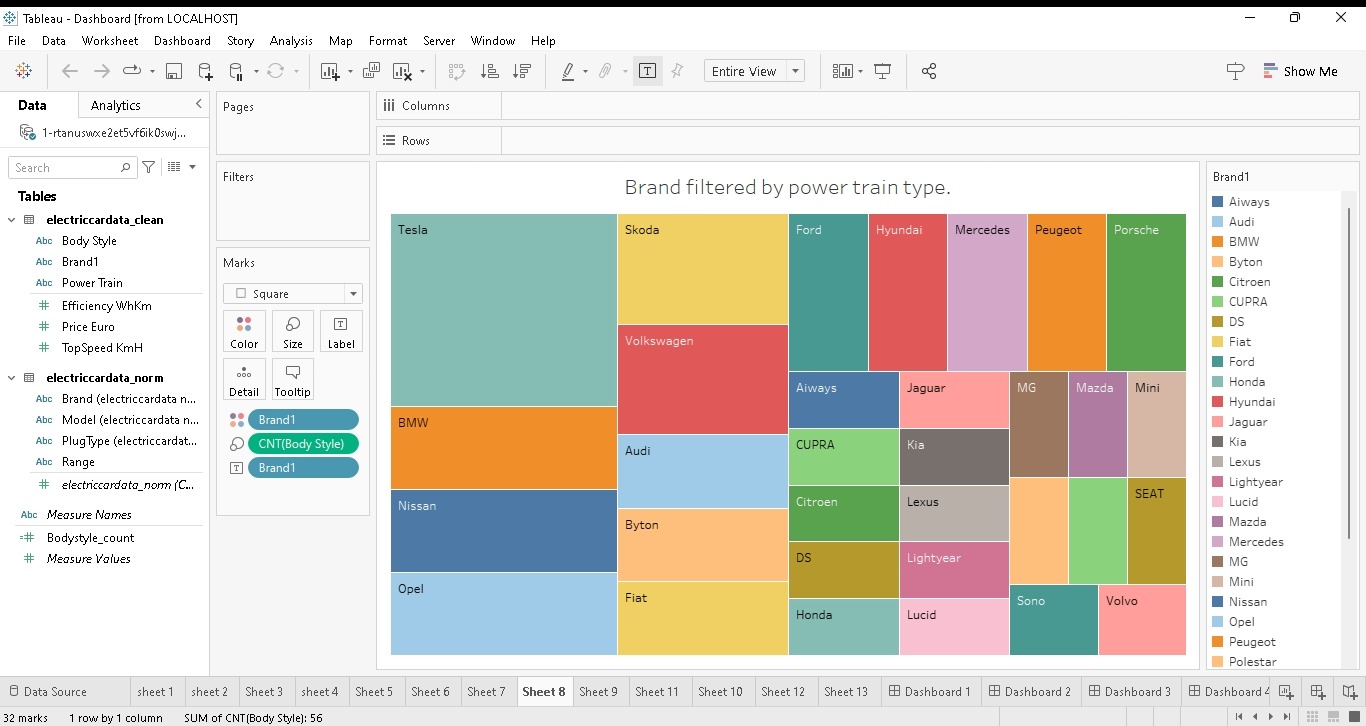 Tableau - Dashboard [from LOCALHOST]
File Data Worksheet Dashboard Story Analysis Map Format Server Window Help
Entire View
Show Me
Data Analytics
1-rtanuswxe2et5vf6ik0swj...
Search
Tables
electriccardata_clean
Abc Body Style
Abc Brand1
Abc Power Train
# Efficiency WhKm
# Price Euro
# TopSpeed KmH
electriccardata_norm
Abc Brand (electriccardata n...
Abc Model (electriccardata n...
Abc PlugType (electriccardat...
Abc Range
# electriccardata_norm (C...
Abc Measure Names
=# Bodystyle_count
# Measure Values
Pages
Filters
Marks
Square
Color Size Label
Detail Tooltip
Brand1
CNT(Body Style)
Brand1
Columns
Rows
Brand filtered by power train type.
Tesla
BMW
Nissan
Opel
Skoda
Volkswagen
Audi
Byton
Fiat
Ford Hyundai Mercedes Peugeot Porsche
Aiways
CUPRA
Citroen
DS
Honda
Jaguar
Kia
Lexus
Lightyear
Lucid
MG Mazda Mini
SEAT
Sono Volvo
Brand1
Aiways
Audi
BMW
Byton
Citroen
CUPRA
DS
Fiat
Ford
Honda
Hyundai
Jaguar
Kia
Lexus
Lightyear
Lucid
Mazda
Mercedes
MG
Mini
Nissan
Opel
Peugeot
Polestar
Data Source sheet 1 sheet 2 Sheet 3 sheet 4 Sheet 5 Sheet 6 Sheet 7 Sheet 8 Sheet 9 Sheet 11 Sheet 10 Sheet 12 Sheet 13 Dashboard 1 Dashboard 2 Dashboard 3 Dashboard 4
32 marks 1 row by 1 column SUM of CNT(Body Style): 56